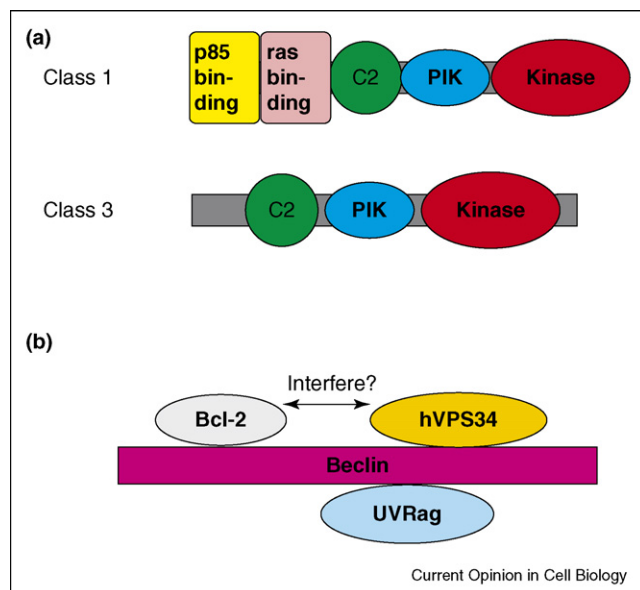 (a)
Class 1
p85
bin-
ding
ras
bin-
ding
C2
PIK
Kinase
Class 3
C2
PIK
Kinase
(b)
Interfere?
Bcl-2
hVPS34
Beclin
UVRag
Current Opinion in Cell Biology